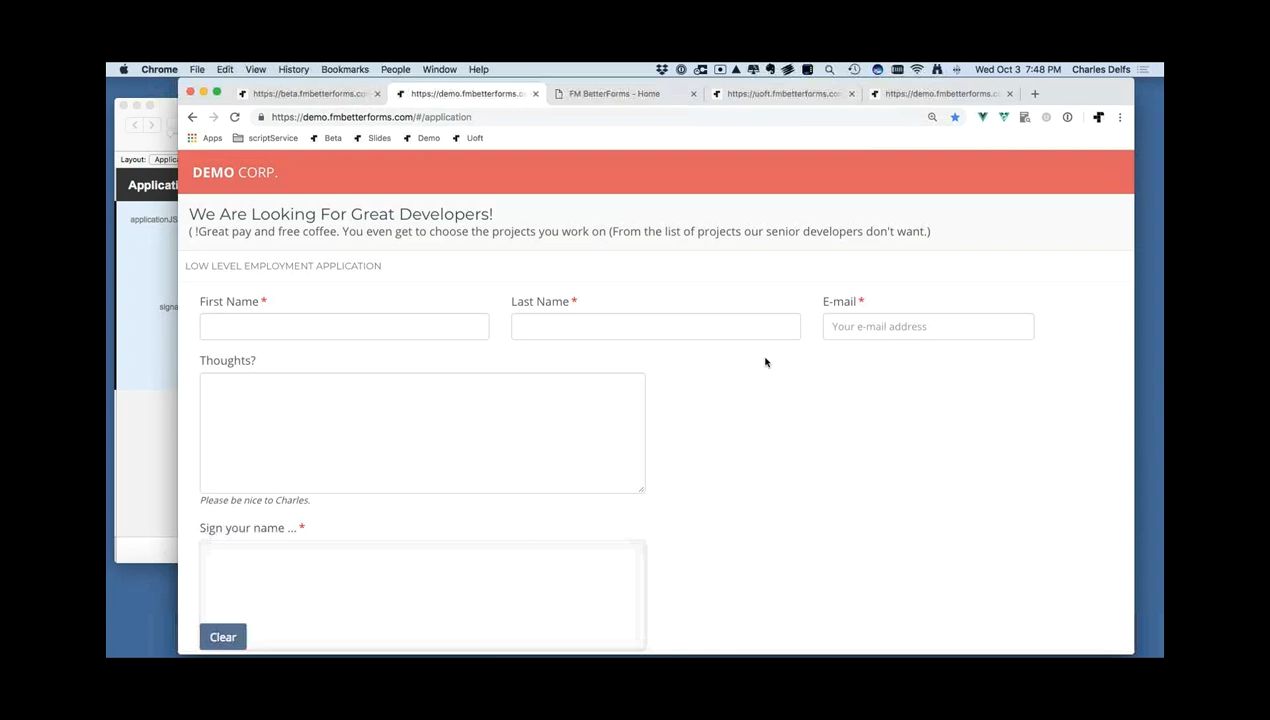 Chrome File Edit View History Bookmarks People Window Help Wed Oct 3 7:48 PM Charles Delfs
https://beta.fmbetterforms.co https://demo.fmbetterforms.c FM BetterForms - Home https://uoft.fmbetterforms.co https://demo.fmbetterforms.c
https://demo.fmbetterforms.com/#/application
Apps scriptService Beta Slides Demo Uoft
Layout: Applica
DEMO CORP.
Applicati
We Are Looking For Great Developers!
( !Great pay and free coffee. You even get to choose the projects you work on (From the list of projects our senior developers don't want.)
applicationJS
LOW LEVEL EMPLOYMENT APPLICATION
First Name * Last Name * E-mail *
signa
Your e-mail address
Thoughts?
Please be nice to Charles.
Sign your name ... *
Clear